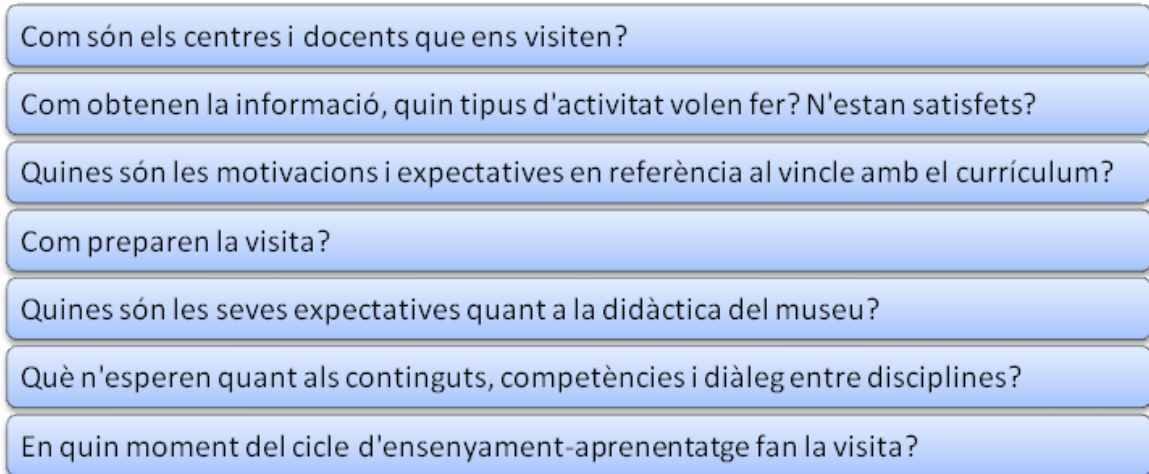 Com són els centres i docents que ens visiten?
Com obtenen la informació, quin tipus d'activitat volen fer? N'estan satisfets?
Quines són les motivacions i expectatives en referència al vincle amb el currículum?
Com preparen la visita?
Quines són les seves expectatives quant a la didàctica del museu?
Què n'esperen quant als continguts, competències i diàleg entre disciplines?
En quin moment del cicle d'ensenyament-aprenentatge fan la visita?